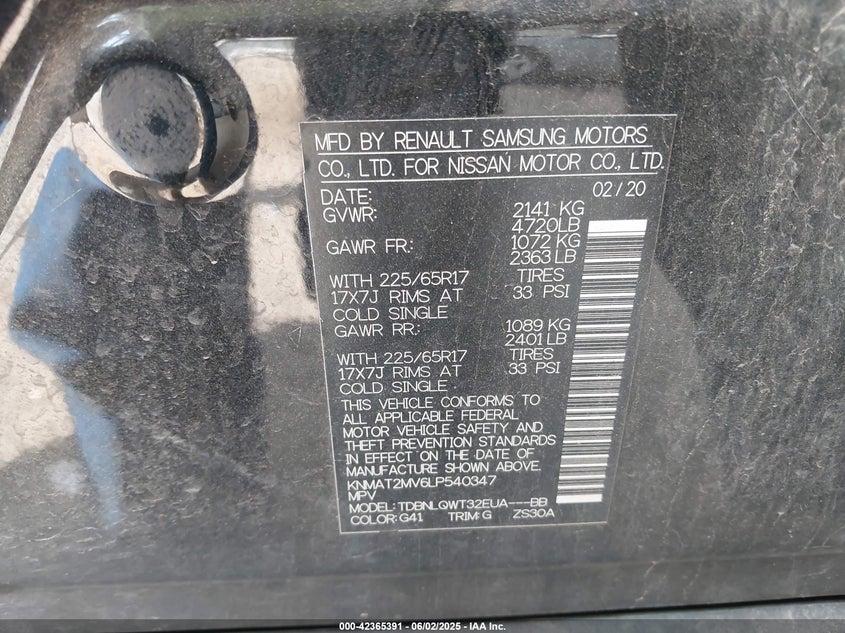 MFD BY RENAULT SAMSUNG MOTORS
CO., LTD. FOR NISSAN MOTOR CO., LTD.
DATE: 02/20
GVWR: 2141 KG
4720LB
GAWR FR: 1072 KG
2363 LB
WITH 225/65R17 TIRES
17X7J RIMS AT 33 PSI
COLD SINGLE
GAWR RR: 1089 KG
2401 LB
WITH 225/65R17 TIRES
17X7J RIMS AT 33 PSI
COLD SINGLE
THIS VEHICLE CONFORMS TO
ALL APPLICABLE FEDERAL
MOTOR VEHICLE SAFETY AND
THEFT PREVENTION STANDARDS
IN EFFECT ON THE DATE OF
MANUFACTURE SHOWN ABOVE.
KNMAT2MV6LP540347
MPV
MODEL: TDBNLQWT32EUA---BB
COLOR: G41 TRIM: G ZS30A
000-42365391 - 06/02/2025 - IAA Inc.